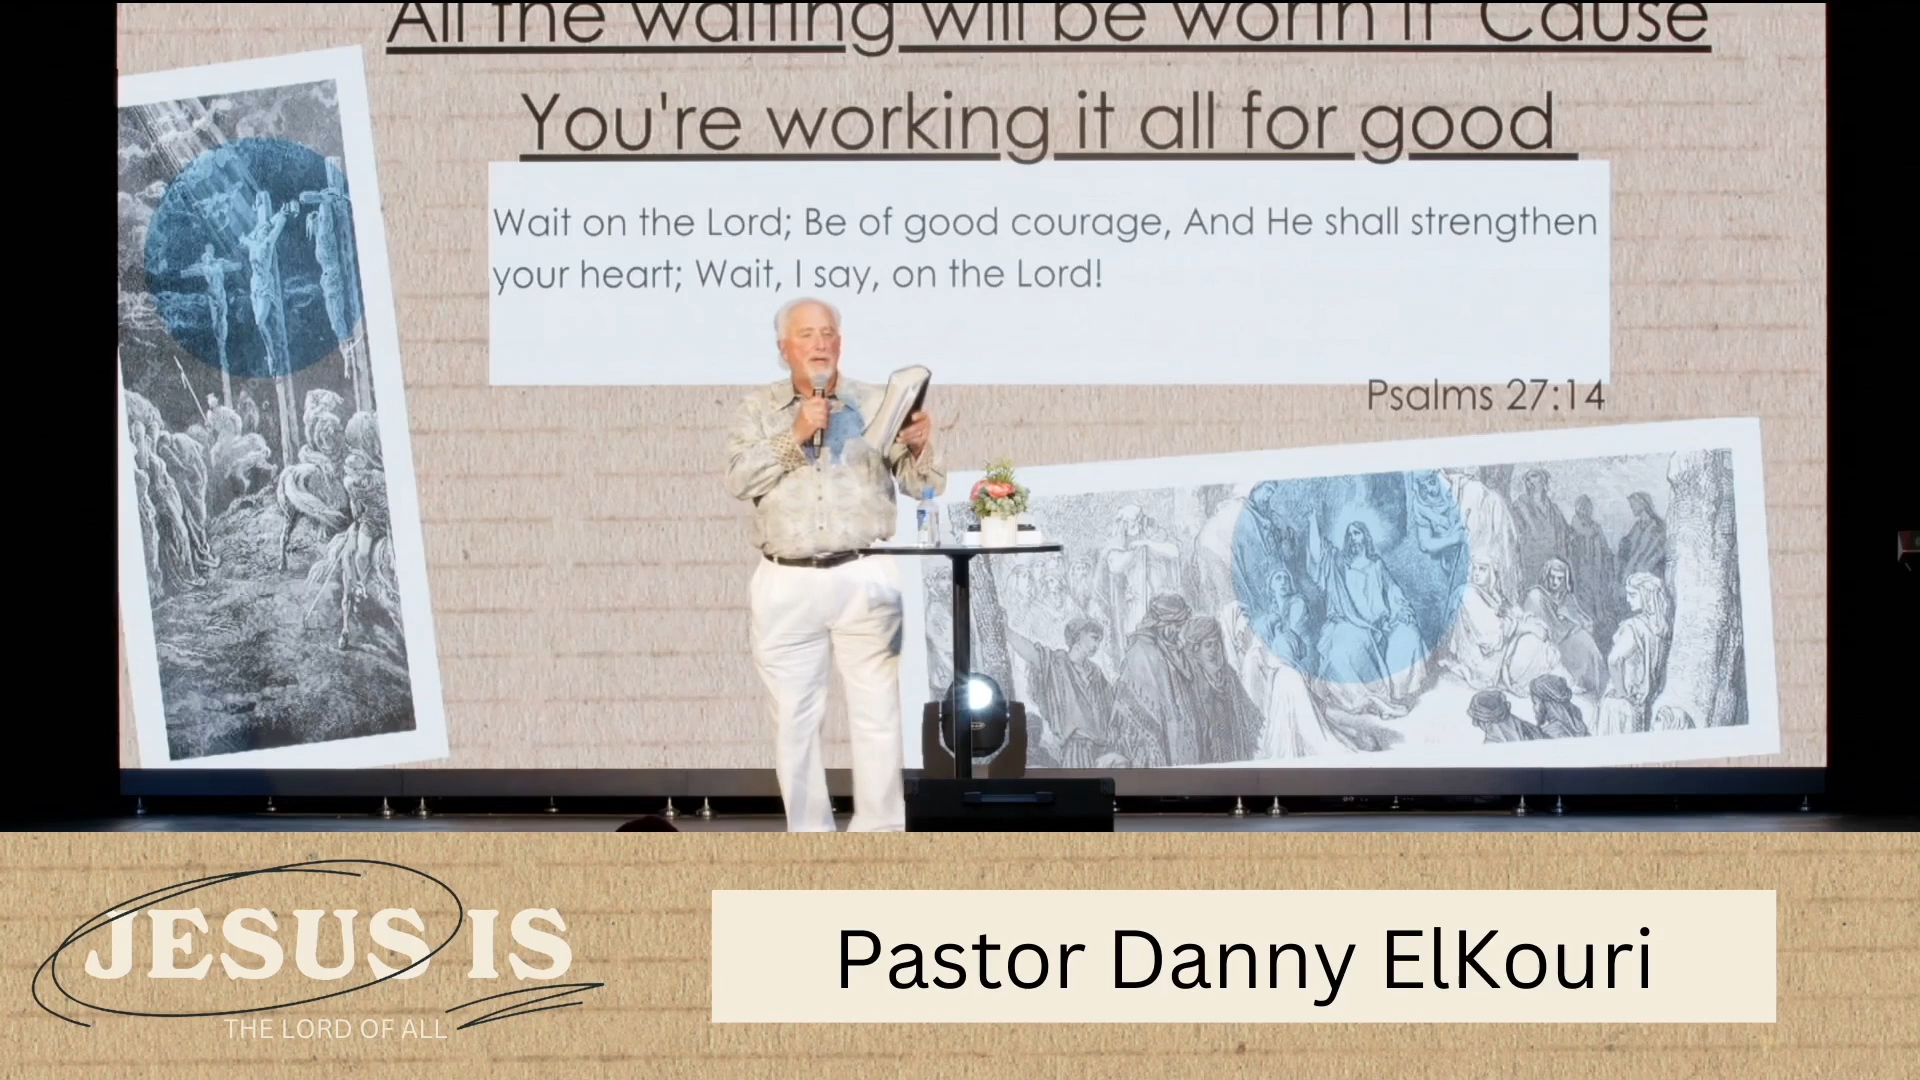 All the waiting will be worth it 'Cause
You're working it all for good
Wait on the Lord; Be of good courage, And He shall strengthen
your heart; Wait, I say, on the Lord!
Psalms 27:14
JESUS IS
THE LORD OF ALL
Pastor Danny ElKouri